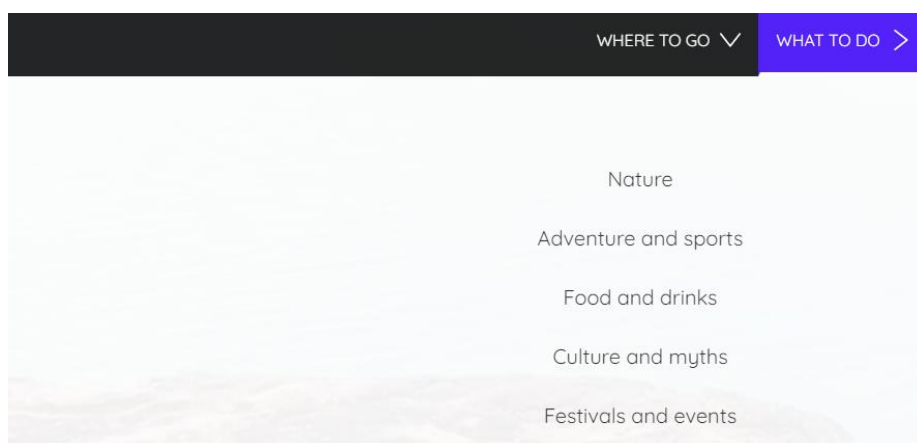 WHERE TO GO WHAT TO DO
Nature
Adventure and sports
Food and drinks
Culture and myths
Festivals and events